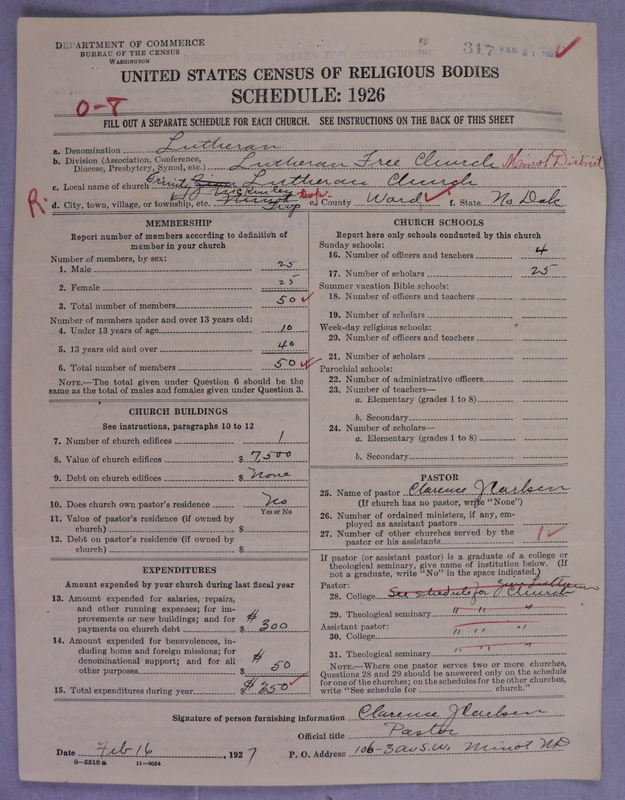 DEPARTMENT OF COMMERCE
BUREAU OF THE CENSUS
WASHINGTON
317 FEB 21 192
UNITED STATES CENSUS OF RELIGIOUS BODIES
SCHEDULE: 1926
O-8
FILL OUT A SEPARATE SCHEDULE FOR EACH CHURCH. SEE INSTRUCTIONS ON THE BACK OF THIS SHEET
a. Denomination Lutheran
b. Division (Association, Conference, Diocese, Presbytery, Synod, etc.) Lutheran Free Church Minot District
c. Local name of church Trinity Lutheran Church
R. d. City, town, village, or township, etc. McKinley Twp e. County Ward f. State No. Dak
MEMBERSHIP
Report number of members according to definition of
member in your church
Number of members, by sex:
1. Male 25
2. Female 25
3. Total number of members 50
Number of members under and over 13 years old:
4. Under 13 years of age 10
5. 13 years old and over 40
6. Total number of members 50
NOTE.—The total given under Question 6 should be the
same as the total of males and females given under Question 3.
CHURCH BUILDINGS
See instructions, paragraphs 10 to 12
7. Number of church edifices 1
8. Value of church edifices $ 7,500
9. Debt on church edifices $ None
10. Does church own pastor's residence No
Yes or No
11. Value of pastor's residence (if owned by
church) $
12. Debt on pastor's residence (if owned by
church) $
EXPENDITURES
Amount expended by your church during last fiscal year
13. Amount expended for salaries, repairs,
and other running expenses; for im-
provements or new buildings; and for
payments on church debt $ 300
14. Amount expended for benevolences, in-
cluding home and foreign missions; for
denominational support; and for all
other purposes $ 50
15. Total expenditures during year $ 350
CHURCH SCHOOLS
Report here only schools conducted by this church
Sunday schools:
16. Number of officers and teachers 4
17. Number of scholars 25
Summer vacation Bible schools:
18. Number of officers and teachers
19. Number of scholars
Week-day religious schools:
20. Number of officers and teachers
21. Number of scholars
Parochial schools:
22. Number of administrative officers
23. Number of teachers—
a. Elementary (grades 1 to 8)
b. Secondary
24. Number of scholars—
a. Elementary (grades 1 to 8)
b. Secondary
PASTOR
25. Name of pastor Clarence J Carlsen
(If church has no pastor, write "None")
26. Number of ordained ministers, if any, em-
ployed as assistant pastors
27. Number of other churches served by the
pastor or his assistants 1
If pastor (or assistant pastor) is a graduate of a college or
theological seminary, give name of institution below. (If
not a graduate, write "No" in the space indicated.)
Pastor: Zion Lutheran
28. College See schedule for Church
29. Theological seminary " " "
Assistant pastor:
30. College " " "
31. Theological seminary " " "
NOTE.—Where one pastor serves two or more churches,
Questions 28 and 29 should be answered only on the schedule
for one of the churches; on the schedules for the other churches,
write "See schedule for church."
Signature of person furnishing information Clarence J Carlsen
Official title Pastor
Date Feb 16, 1927 P. O. Address 106-3 Av S.W. Minot ND
8-5518a 11-9034